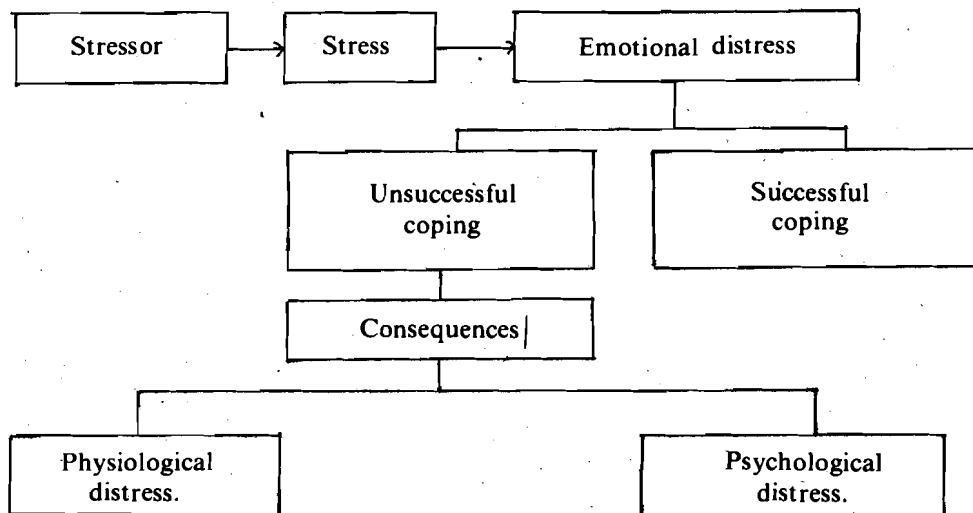 Stressor
Stress
Emotional distress
Unsuccessful
coping
Successful
coping
Consequences
Physiological
distress.
Psychological
distress.